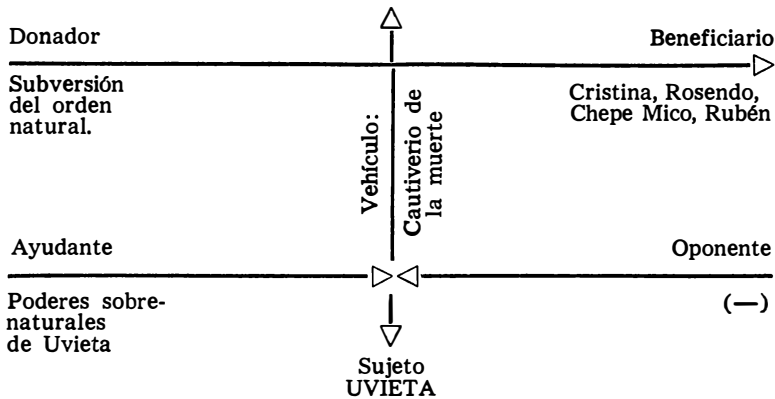 Donador
Beneficiario
Subversión
del orden
natural.
Cristina, Rosendo,
Chepe Mico, Rubén
Vehículo:
Cautiverio de
la muerte
Ayudante
Oponente
Poderes sobre-
naturales
de Uvieta
(—)
Sujeto
UVIETA